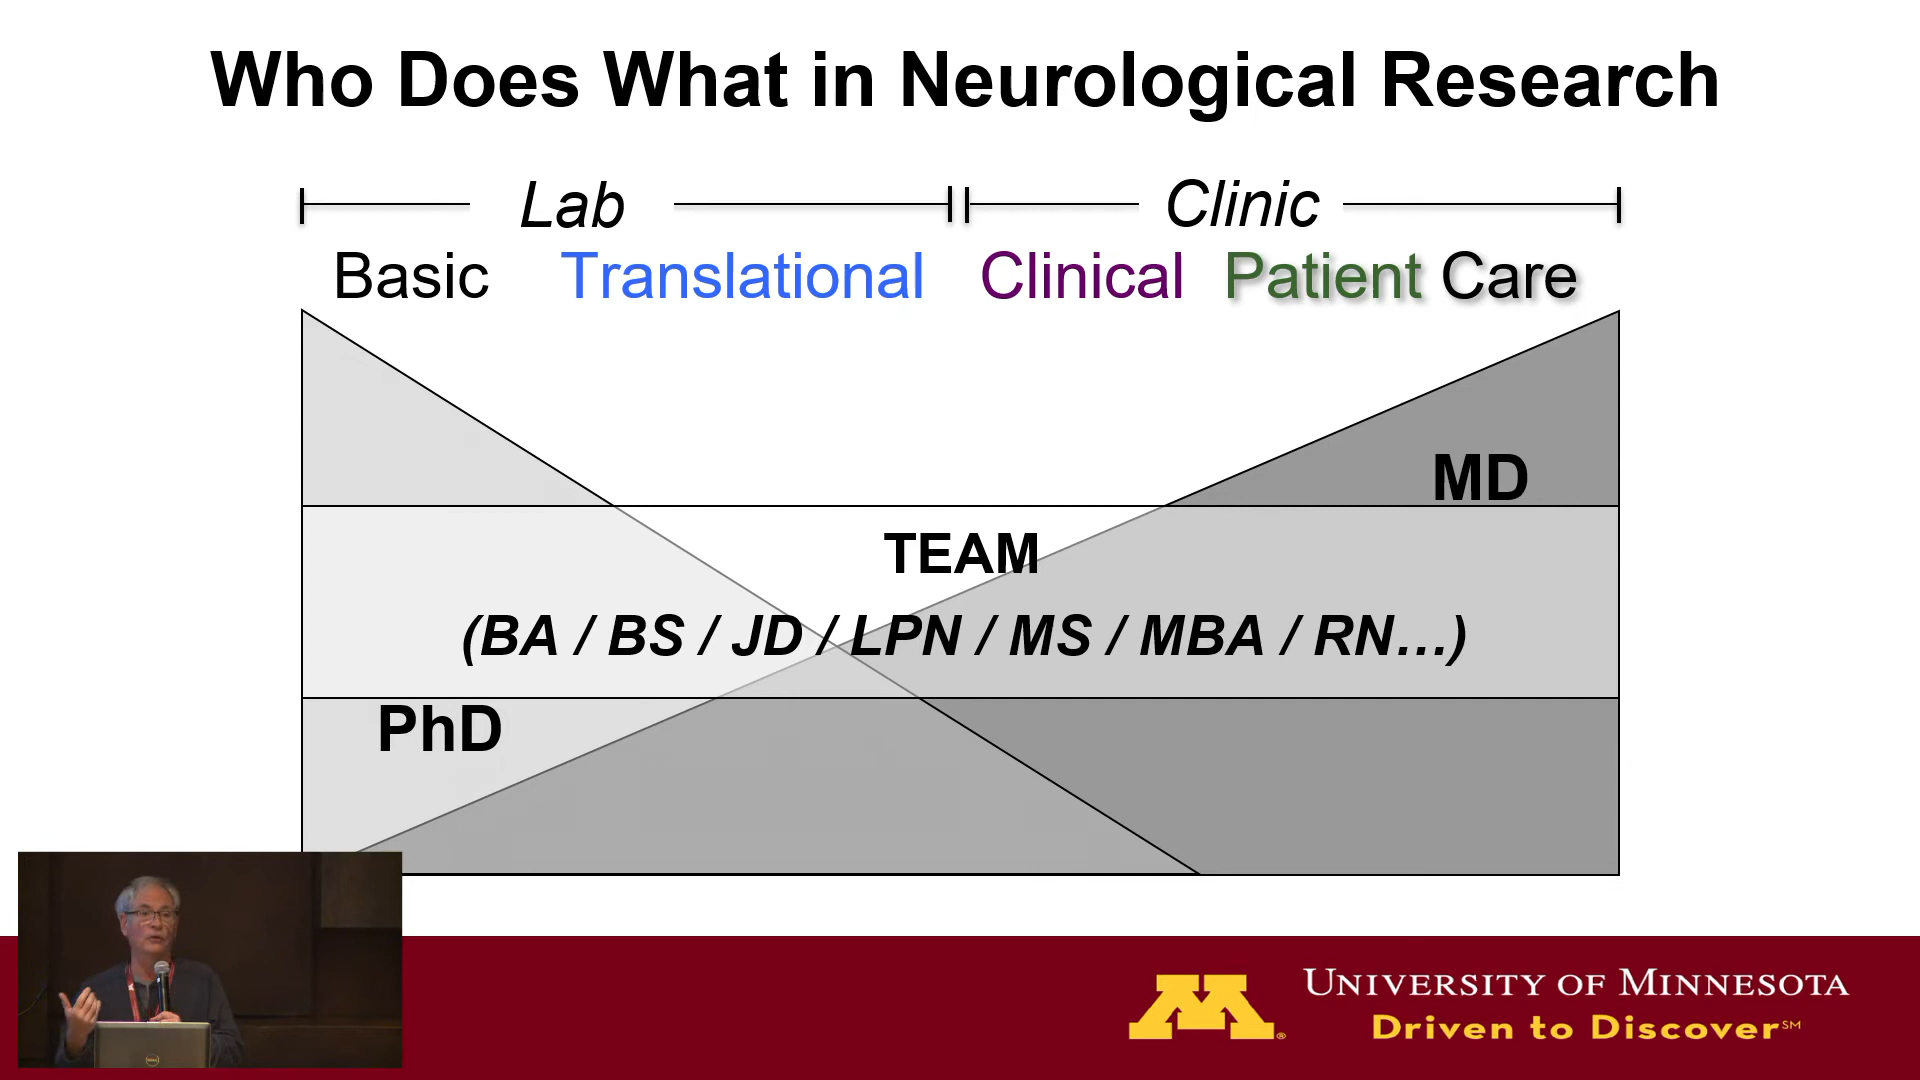 Who Does What in Neurological Research
Lab Clinic
Basic Translational Clinical Patient Care
MD
TEAM
(BA / BS / JD / LPN / MS / MBA / RN…)
PhD
UNIVERSITY OF MINNESOTA
Driven to Discover℠
M®
DELL